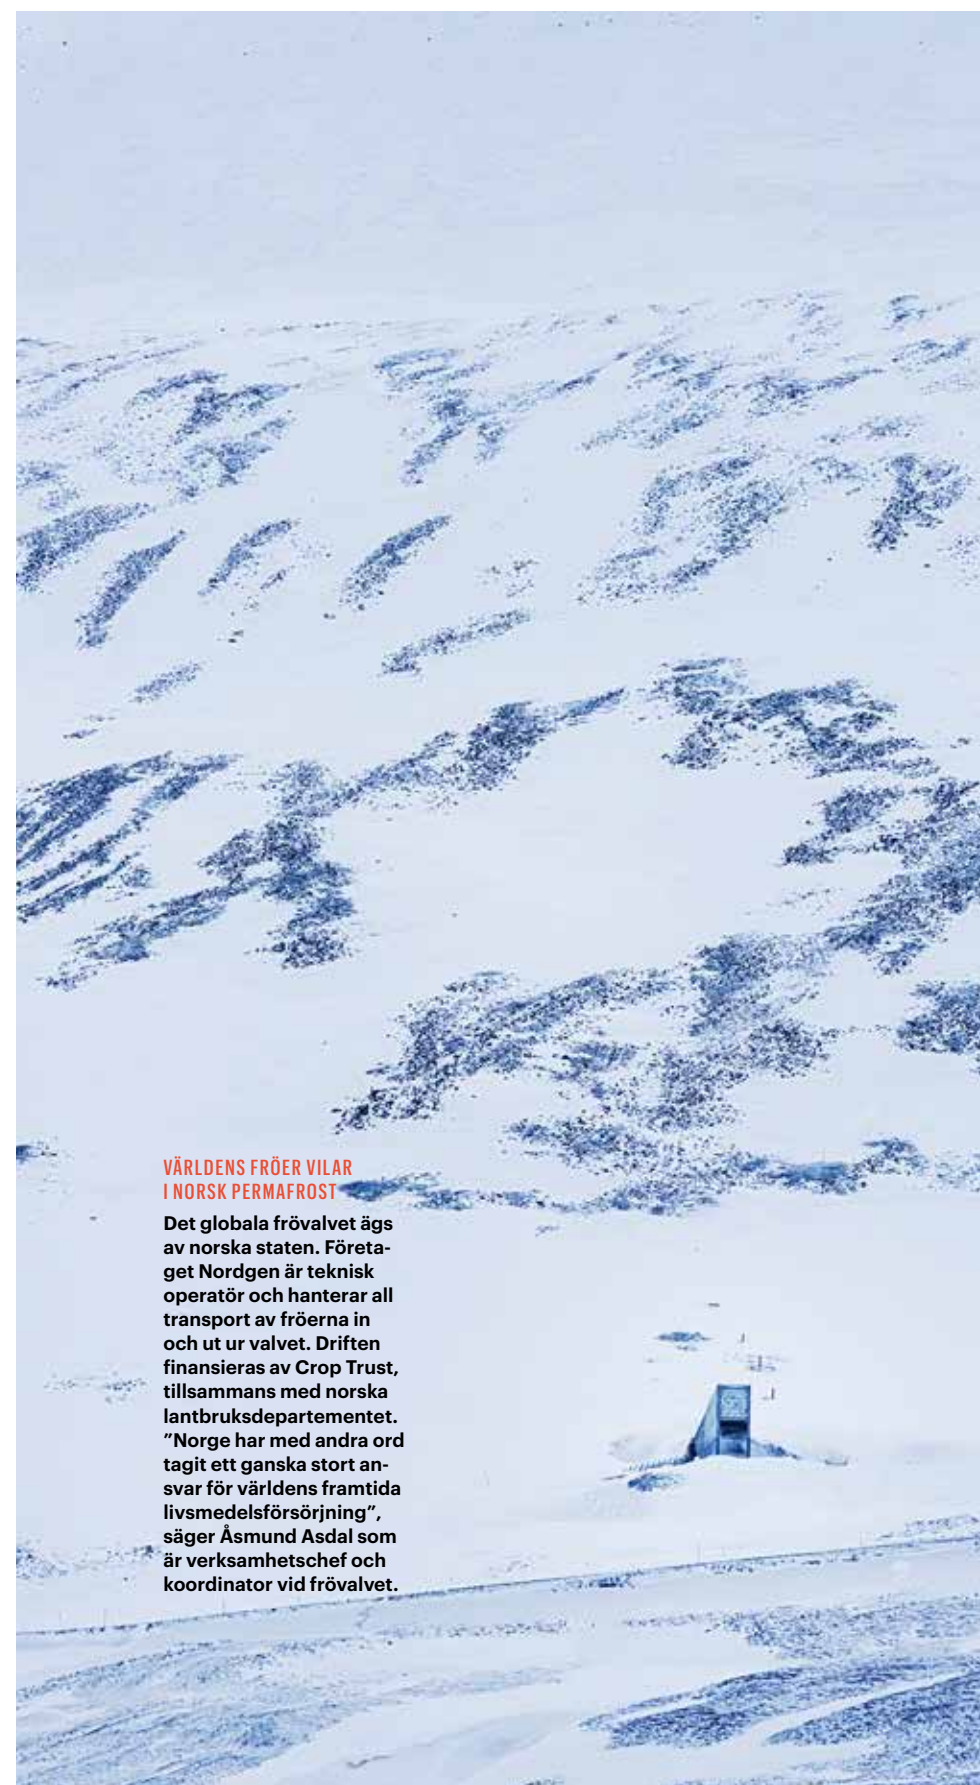 VÄRLDENS FRÖER VILAR
I NORSK PERMAFROST
Det globala frövalvet ägs
av norska staten. Företa-
get Nordgen är teknisk
operatör och hanterar all
transport av fröerna in
och ut ur valvet. Driften
finansieras av Crop Trust,
tillsammans med norska
lantbruksdepartementet.
”Norge har med andra ord
tagit ett ganska stort an-
svar för världens framtida
livsmedelsförsörjning”,
säger Åsmund Asdal som
är verksamhetschef och
koordinator vid frövalvet.